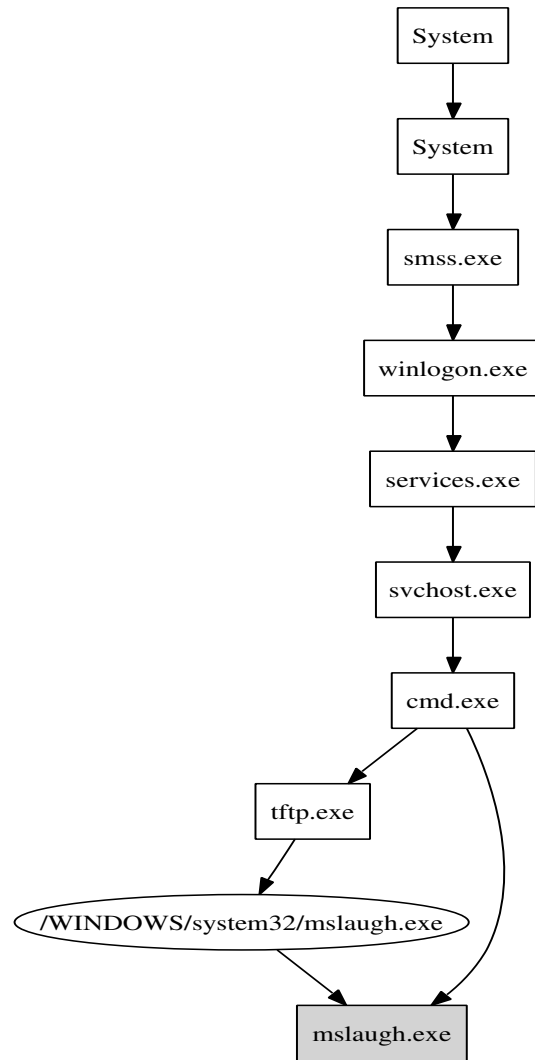 System
System
smss.exe
winlogon.exe
services.exe
svchost.exe
cmd.exe
tftp.exe
/WINDOWS/system32/mslaugh.exe
mslaugh.exe